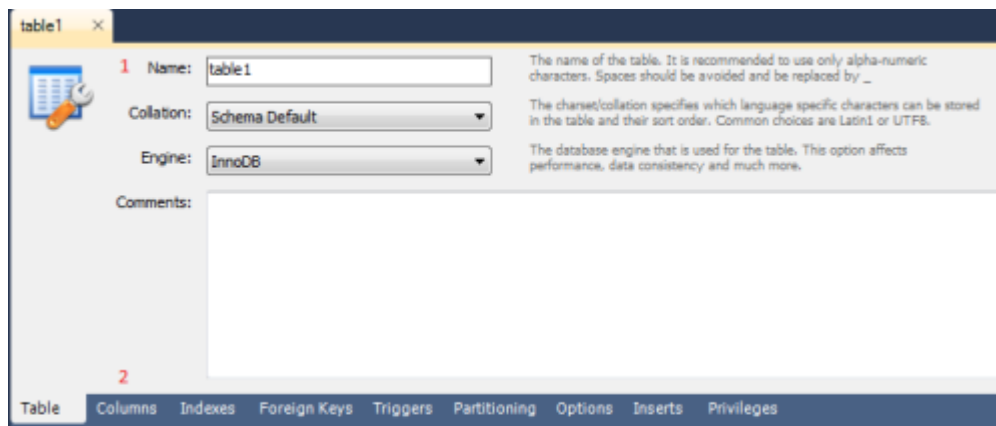 table1 ×
1 Name: table1
The name of the table. It is recommended to use only alpha-numeric
characters. Spaces should be avoided and be replaced by _
Collation: Schema Default
The charset/collation specifies which language specific characters can be stored
in the table and their sort order. Common choices are Latin1 or UTF8.
Engine: InnoDB
The database engine that is used for the table. This option affects
performance, data consistency and much more.
Comments:
2
Table Columns Indexes Foreign Keys Triggers Partitioning Options Inserts Privileges